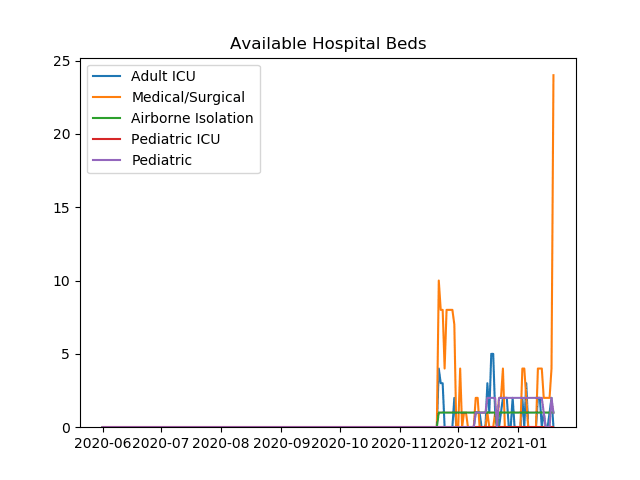 Available Hospital Beds
25
20
15
10
5
0
Adult ICU
Medical/Surgical
Airborne Isolation
Pediatric ICU
Pediatric
2020-06 2020-07 2020-08 2020-09 2020-10 2020-11 2020-12 2021-01